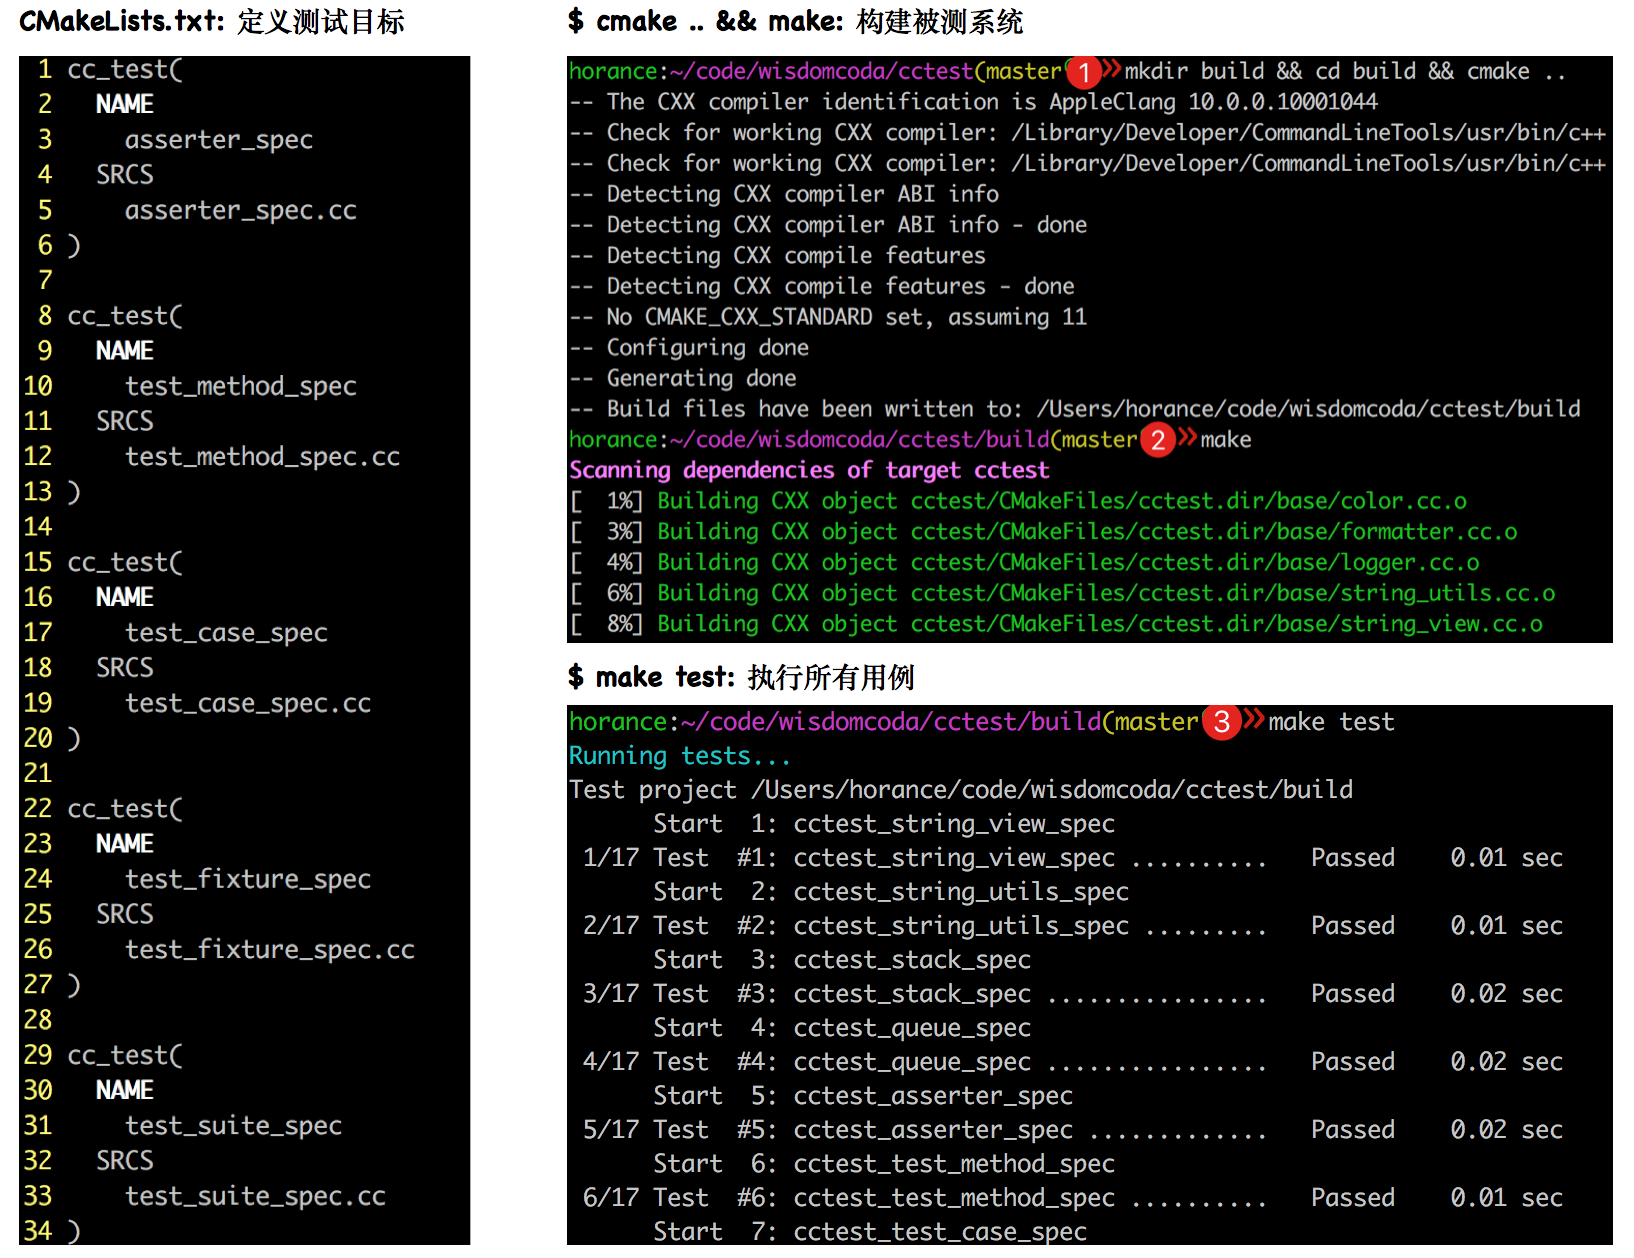 CMakeLists.txt: 定义测试目标
1 cc_test(
2   NAME
3     asserter_spec
4   SRCS
5     asserter_spec.cc
6 )
7
8 cc_test(
9   NAME
10     test_method_spec
11   SRCS
12     test_method_spec.cc
13 )
14
15 cc_test(
16   NAME
17     test_case_spec
18   SRCS
19     test_case_spec.cc
20 )
21
22 cc_test(
23   NAME
24     test_fixture_spec
25   SRCS
26     test_fixture_spec.cc
27 )
28
29 cc_test(
30   NAME
31     test_suite_spec
32   SRCS
33     test_suite_spec.cc
34 )
$ cmake .. && make: 构建被测系统
horance:~/code/wisdomcoda/cctest(master 1 »mkdir build && cd build && cmake ..
-- The CXX compiler identification is AppleClang 10.0.0.10001044
-- Check for working CXX compiler: /Library/Developer/CommandLineTools/usr/bin/c++
-- Check for working CXX compiler: /Library/Developer/CommandLineTools/usr/bin/c++
-- Detecting CXX compiler ABI info
-- Detecting CXX compiler ABI info - done
-- Detecting CXX compile features
-- Detecting CXX compile features - done
-- No CMAKE_CXX_STANDARD set, assuming 11
-- Configuring done
-- Generating done
-- Build files have been written to: /Users/horance/code/wisdomcoda/cctest/build
horance:~/code/wisdomcoda/cctest/build(master 2 »make
Scanning dependencies of target cctest
[  1%] Building CXX object cctest/CMakeFiles/cctest.dir/base/color.cc.o
[  3%] Building CXX object cctest/CMakeFiles/cctest.dir/base/formatter.cc.o
[  4%] Building CXX object cctest/CMakeFiles/cctest.dir/base/logger.cc.o
[  6%] Building CXX object cctest/CMakeFiles/cctest.dir/base/string_utils.cc.o
[  8%] Building CXX object cctest/CMakeFiles/cctest.dir/base/string_view.cc.o
$ make test: 执行所有用例
horance:~/code/wisdomcoda/cctest/build(master 3 »make test
Running tests...
Test project /Users/horance/code/wisdomcoda/cctest/build
      Start  1: cctest_string_view_spec
 1/17 Test  #1: cctest_string_view_spec ..........   Passed    0.01 sec
      Start  2: cctest_string_utils_spec
 2/17 Test  #2: cctest_string_utils_spec .........   Passed    0.01 sec
      Start  3: cctest_stack_spec
 3/17 Test  #3: cctest_stack_spec ................   Passed    0.02 sec
      Start  4: cctest_queue_spec
 4/17 Test  #4: cctest_queue_spec ................   Passed    0.02 sec
      Start  5: cctest_asserter_spec
 5/17 Test  #5: cctest_asserter_spec .............   Passed    0.02 sec
      Start  6: cctest_test_method_spec
 6/17 Test  #6: cctest_test_method_spec ..........   Passed    0.01 sec
      Start  7: cctest_test_case_spec